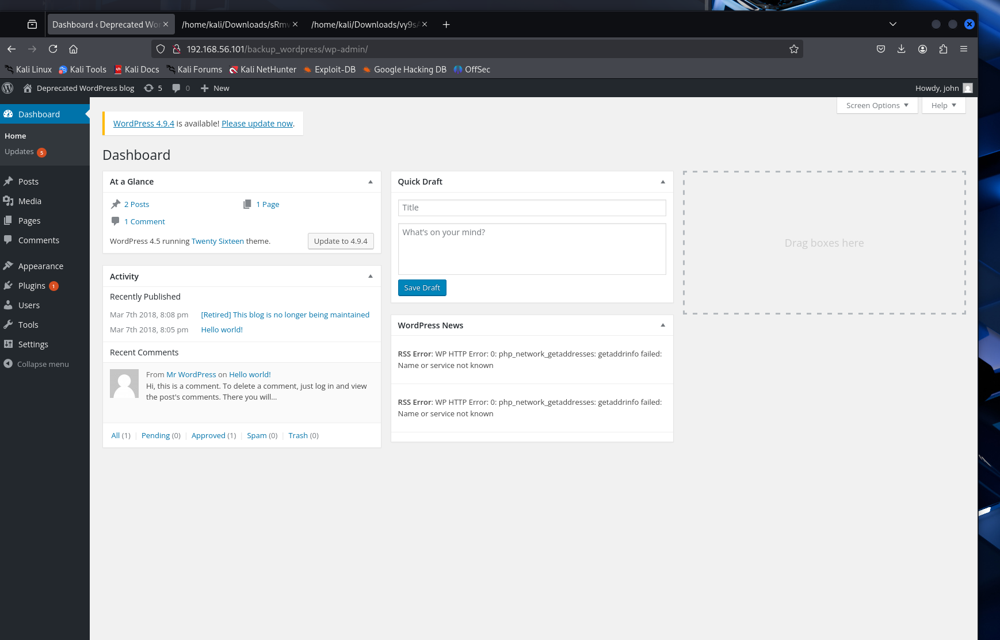 Dashboard ‹ Deprecated Wor
/home/kali/Downloads/sRmv
/home/kali/Downloads/vy9sA
192.168.56.101/backup_wordpress/wp-admin/
Kali Linux Kali Tools Kali Docs Kali Forums Kali NetHunter Exploit-DB Google Hacking DB OffSec
Deprecated WordPress blog 5 0 New Howdy, john
Screen Options Help
Dashboard
Home
Updates 5
Posts
Media
Pages
Comments
Appearance
Plugins 1
Users
Tools
Settings
Collapse menu
WordPress 4.9.4 is available! Please update now.
Dashboard
At a Glance
2 Posts 1 Page
1 Comment
WordPress 4.5 running Twenty Sixteen theme. Update to 4.9.4
Activity
Recently Published
Mar 7th 2018, 8:08 pm [Retired] This blog is no longer being maintained
Mar 7th 2018, 8:05 pm Hello world!
Recent Comments
From Mr WordPress on Hello world!
Hi, this is a comment. To delete a comment, just log in and view
the post's comments. There you will...
All (1) | Pending (0) | Approved (1) | Spam (0) | Trash (0)
Quick Draft
Title
What's on your mind?
Save Draft
WordPress News
RSS Error: WP HTTP Error: 0: php_network_getaddresses: getaddrinfo failed:
Name or service not known
RSS Error: WP HTTP Error: 0: php_network_getaddresses: getaddrinfo failed:
Name or service not known
Drag boxes here